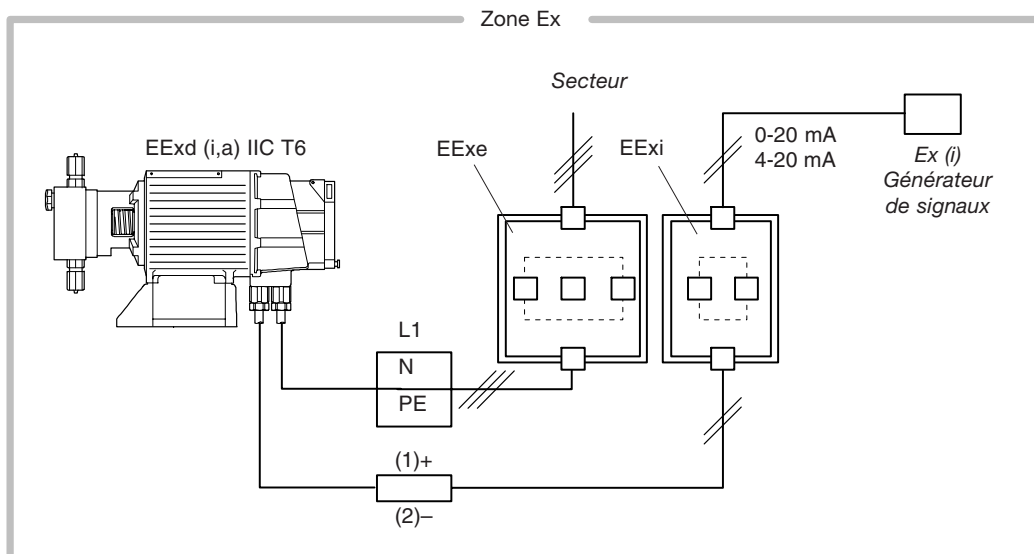 Zone Ex
Secteur
EExd (i,a) IIC T6
EExe
EExi
0-20 mA
4-20 mA
Ex (i)
Générateur
de signaux
L1
N
PE
(1)+
(2)–